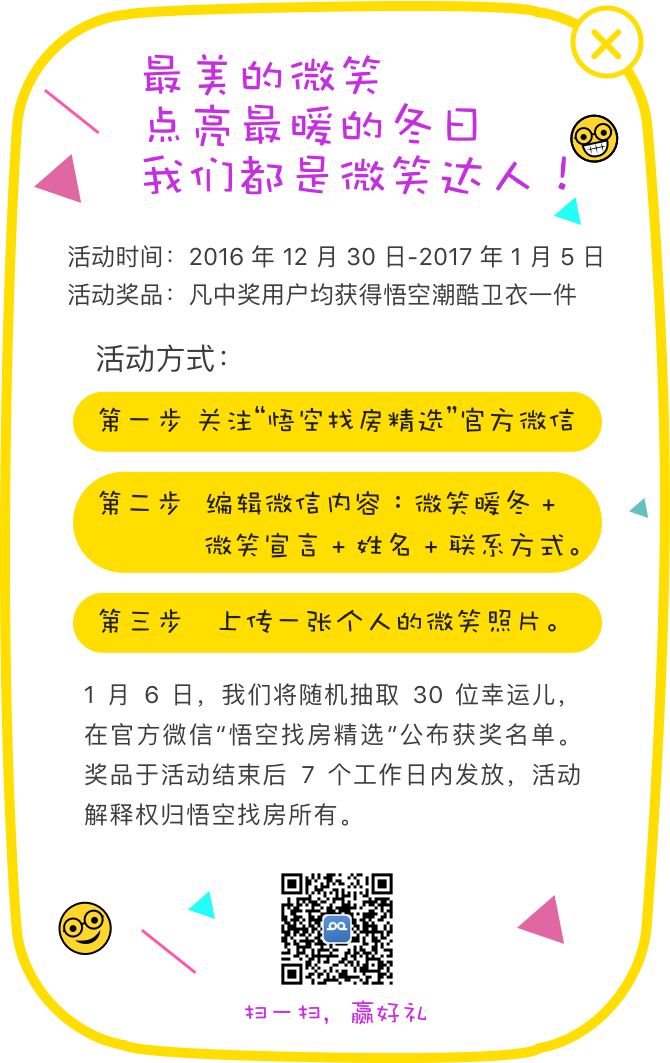 最美的微笑
点亮最暖的冬日
我们都是微笑达人！
活动时间：2016 年 12 月 30 日-2017 年 1 月 5 日
活动奖品：凡中奖用户均获得悟空潮酷卫衣一件
活动方式：
第一步 关注“悟空找房精选”官方微信
第二步 编辑微信内容：微笑暖冬 +
微笑宣言 + 姓名 + 联系方式。
第三步 上传一张个人的微笑照片。
1 月 6 日，我们将随机抽取 30 位幸运儿，
在官方微信“悟空找房精选”公布获奖名单。
奖品于活动结束后 7 个工作日内发放，活动
解释权归悟空找房所有。
扫一扫，赢好礼